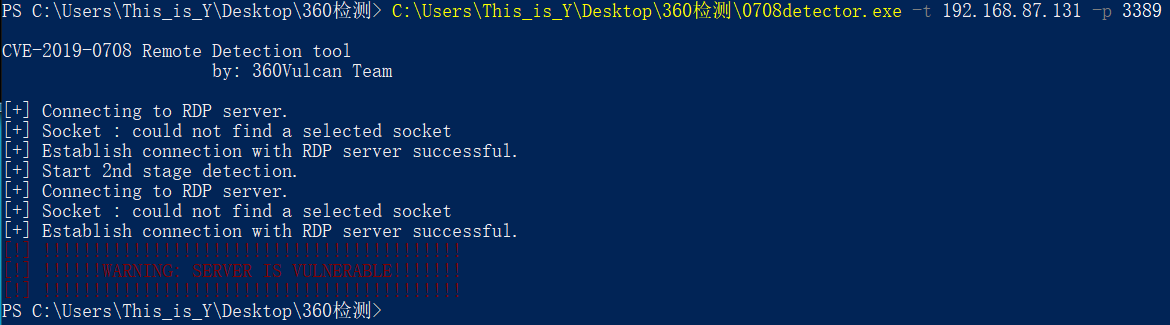 PS C:\Users\This_is_Y\Desktop\360检测> C:\Users\This_is_Y\Desktop\360检测\0708detector.exe -t 192.168.87.131 -p 3389
CVE-2019-0708 Remote Detection tool
by: 360Vulcan Team
[+] Connecting to RDP server.
[+] Socket : could not find a selected socket
[+] Establish connection with RDP server successful.
[+] Start 2nd stage detection.
[+] Connecting to RDP server.
[+] Socket : could not find a selected socket
[+] Establish connection with RDP server successful.
[!] !!!!!!!!!!!!!!!!!!!!!!!!!!!!!!!!!!!!!!!!!!
[!] !!!!!!WARNING: SERVER IS VULNERABLE!!!!!!!
[!] !!!!!!!!!!!!!!!!!!!!!!!!!!!!!!!!!!!!!!!!!!
PS C:\Users\This_is_Y\Desktop\360检测>